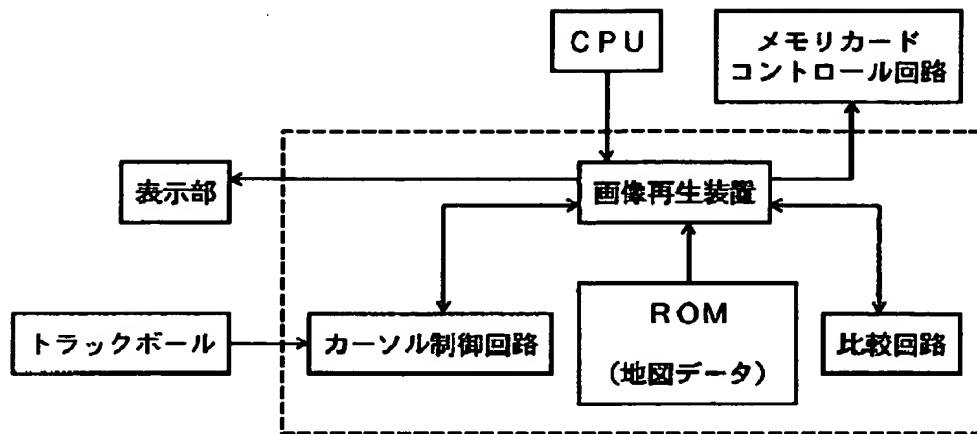 CPU
メモリカード
コントロール回路
表示部
画像再生装置
トラックボール
カーソル制御回路
ROM
(地図データ)
比較回路